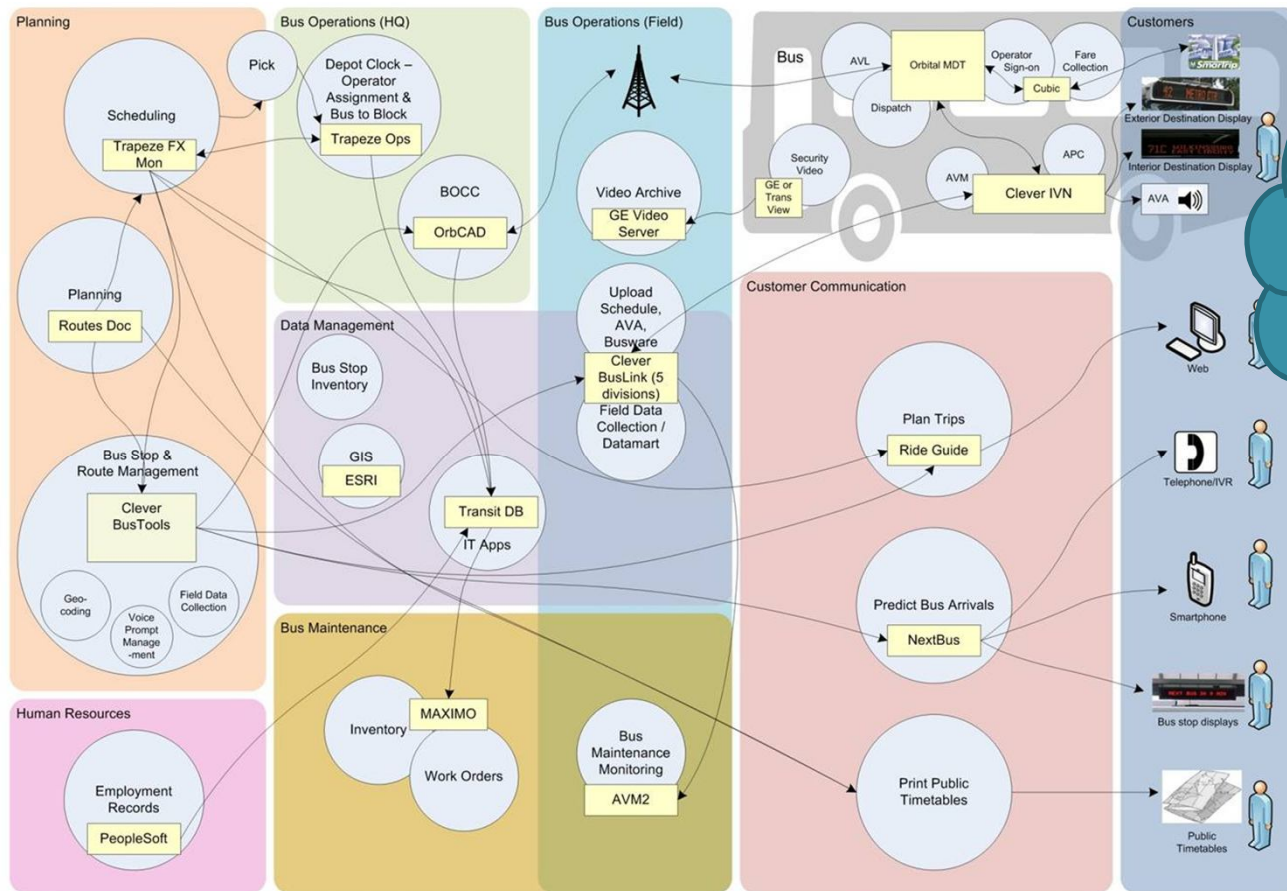 Planning
Pick
Scheduling
Trapeze FX
Mon
Planning
Routes Doc
Bus Stop &
Route Management
Clever
BusTools
Geo-
coding
Voice
Prompt
Manage
-ment
Field Data
Collection
Human Resources
Employment
Records
PeopleSoft
Bus Operations (HQ)
Depot Clock –
Operator
Assignment &
Bus to Block
Trapeze Ops
BOCC
OrbCAD
Data Management
Bus Stop
Inventory
GIS
ESRI
Transit DB
IT Apps
Bus Maintenance
Inventory
MAXIMO
Work Orders
Bus Operations (Field)
Video Archive
GE Video
Server
Upload
Schedule,
AVA,
Busware
Clever
BusLink (5
divisions)
Field Data
Collection /
Datamart
Bus
Maintenance
Monitoring
AVM2
Bus
AVL
Orbital MDT
Dispatch
Operator
Sign-on
Cubic
Fare
Collection
Security
Video
GE or
Trans
View
AVM
APC
Clever IVN
Customer Communication
Plan Trips
Ride Guide
Predict Bus Arrivals
NextBus
Print Public
Timetables
Customers
SmarTrip
Exterior Destination Display
71C
Interior Destination Display
AVA
Web
Telephone/IVR
Smartphone
Bus stop displays
Public
Timetables